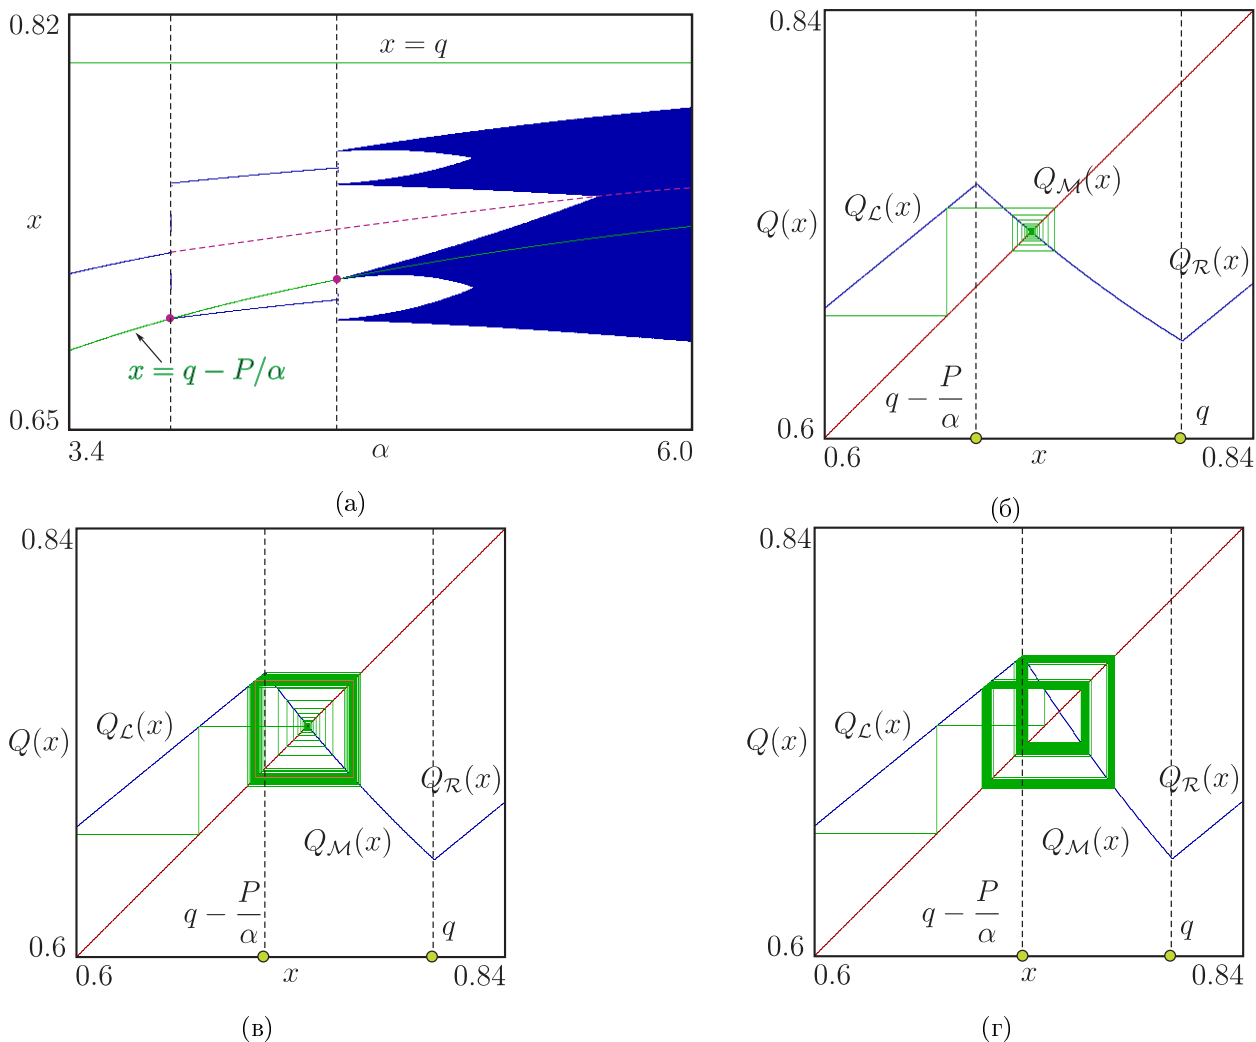 0.82
x = q
x
x = q − P/α
0.65
3.4
α
6.0
(а)
0.84
Q_𝓜(x)
Q_𝓛(x)
Q(x)
Q_𝓡(x)
q − P/α
q
0.6
0.6
x
0.84
(б)
0.84
Q_𝓛(x)
Q(x)
Q_𝓡(x)
Q_𝓜(x)
q − P/α
q
0.6
0.6
x
0.84
(в)
0.84
Q_𝓛(x)
Q(x)
Q_𝓡(x)
Q_𝓜(x)
q − P/α
q
0.6
0.6
x
0.84
(г)